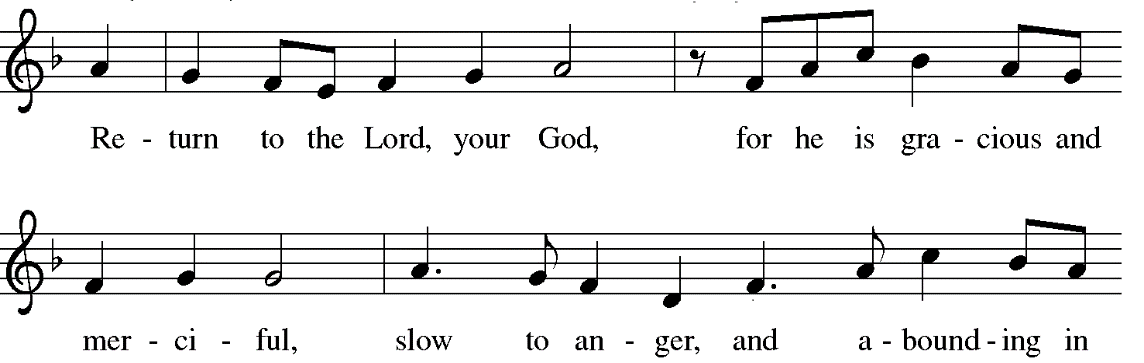 Re - turn to the Lord, your God, for he is gra - cious and
mer - ci - ful, slow to an - ger, and a - bound - ing in